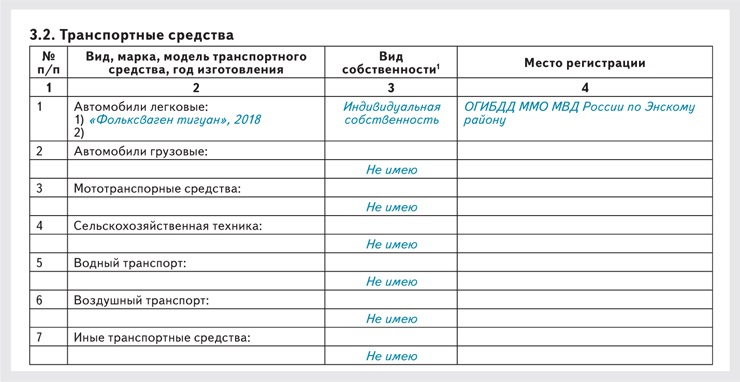 3.2. Транспортные средства
№ п/п Вид, марка, модель транспортного средства, год изготовления Вид собственности¹ Место регистрации
1 2 3 4
1 Автомобили легковые: Индивидуальная ОГИБДД ММО МВД России по Энскому
1) «Фольксваген тигуан», 2018 собственность району
2)
2 Автомобили грузовые:
Не имею
3 Мототранспорные средства:
Не имею
4 Сельскохозяйственная техника:
Не имею
5 Водный транспорт:
Не имею
6 Воздушный транспорт:
Не имею
7 Иные транспортные средства:
Не имею